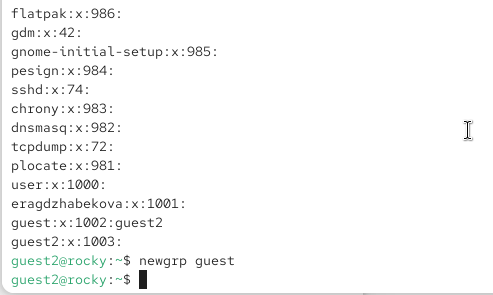 flatpak:x:986:
gdm:x:42:
gnome-initial-setup:x:985:
pesign:x:984:
sshd:x:74:
chrony:x:983:
dnsmasq:x:982:
tcpdump:x:72:
plocate:x:981:
user:x:1000:
eragdzhabekova:x:1001:
guest:x:1002:guest2
guest2:x:1003:
guest2@rocky:~$ newgrp guest
guest2@rocky:~$